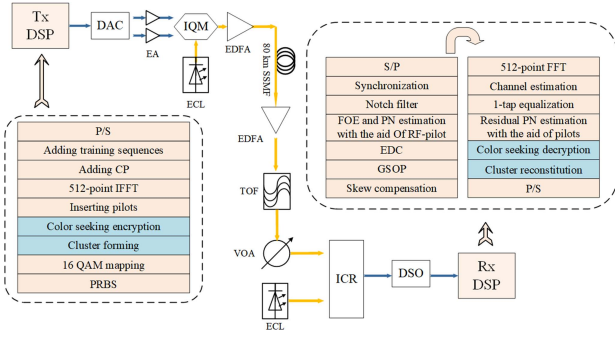 Tx
DSP
DAC
EA
IQM
ECL
EDFA
80 km SSMF
EDFA
TOF
VOA
ECL
ICR
DSO
Rx
DSP
P/S
Adding training sequences
Adding CP
512-point IFFT
Inserting pilots
Color seeking encryption
Cluster forming
16 QAM mapping
PRBS
S/P
Synchronization
Notch filter
FOE and PN estimation
with the aid Of RF-pilot
EDC
GSOP
Skew compensation
512-point FFT
Channel estimation
1-tap equalization
Residual PN estimation
with the aid of pilots
Color seeking decryption
Cluster reconstitution
P/S